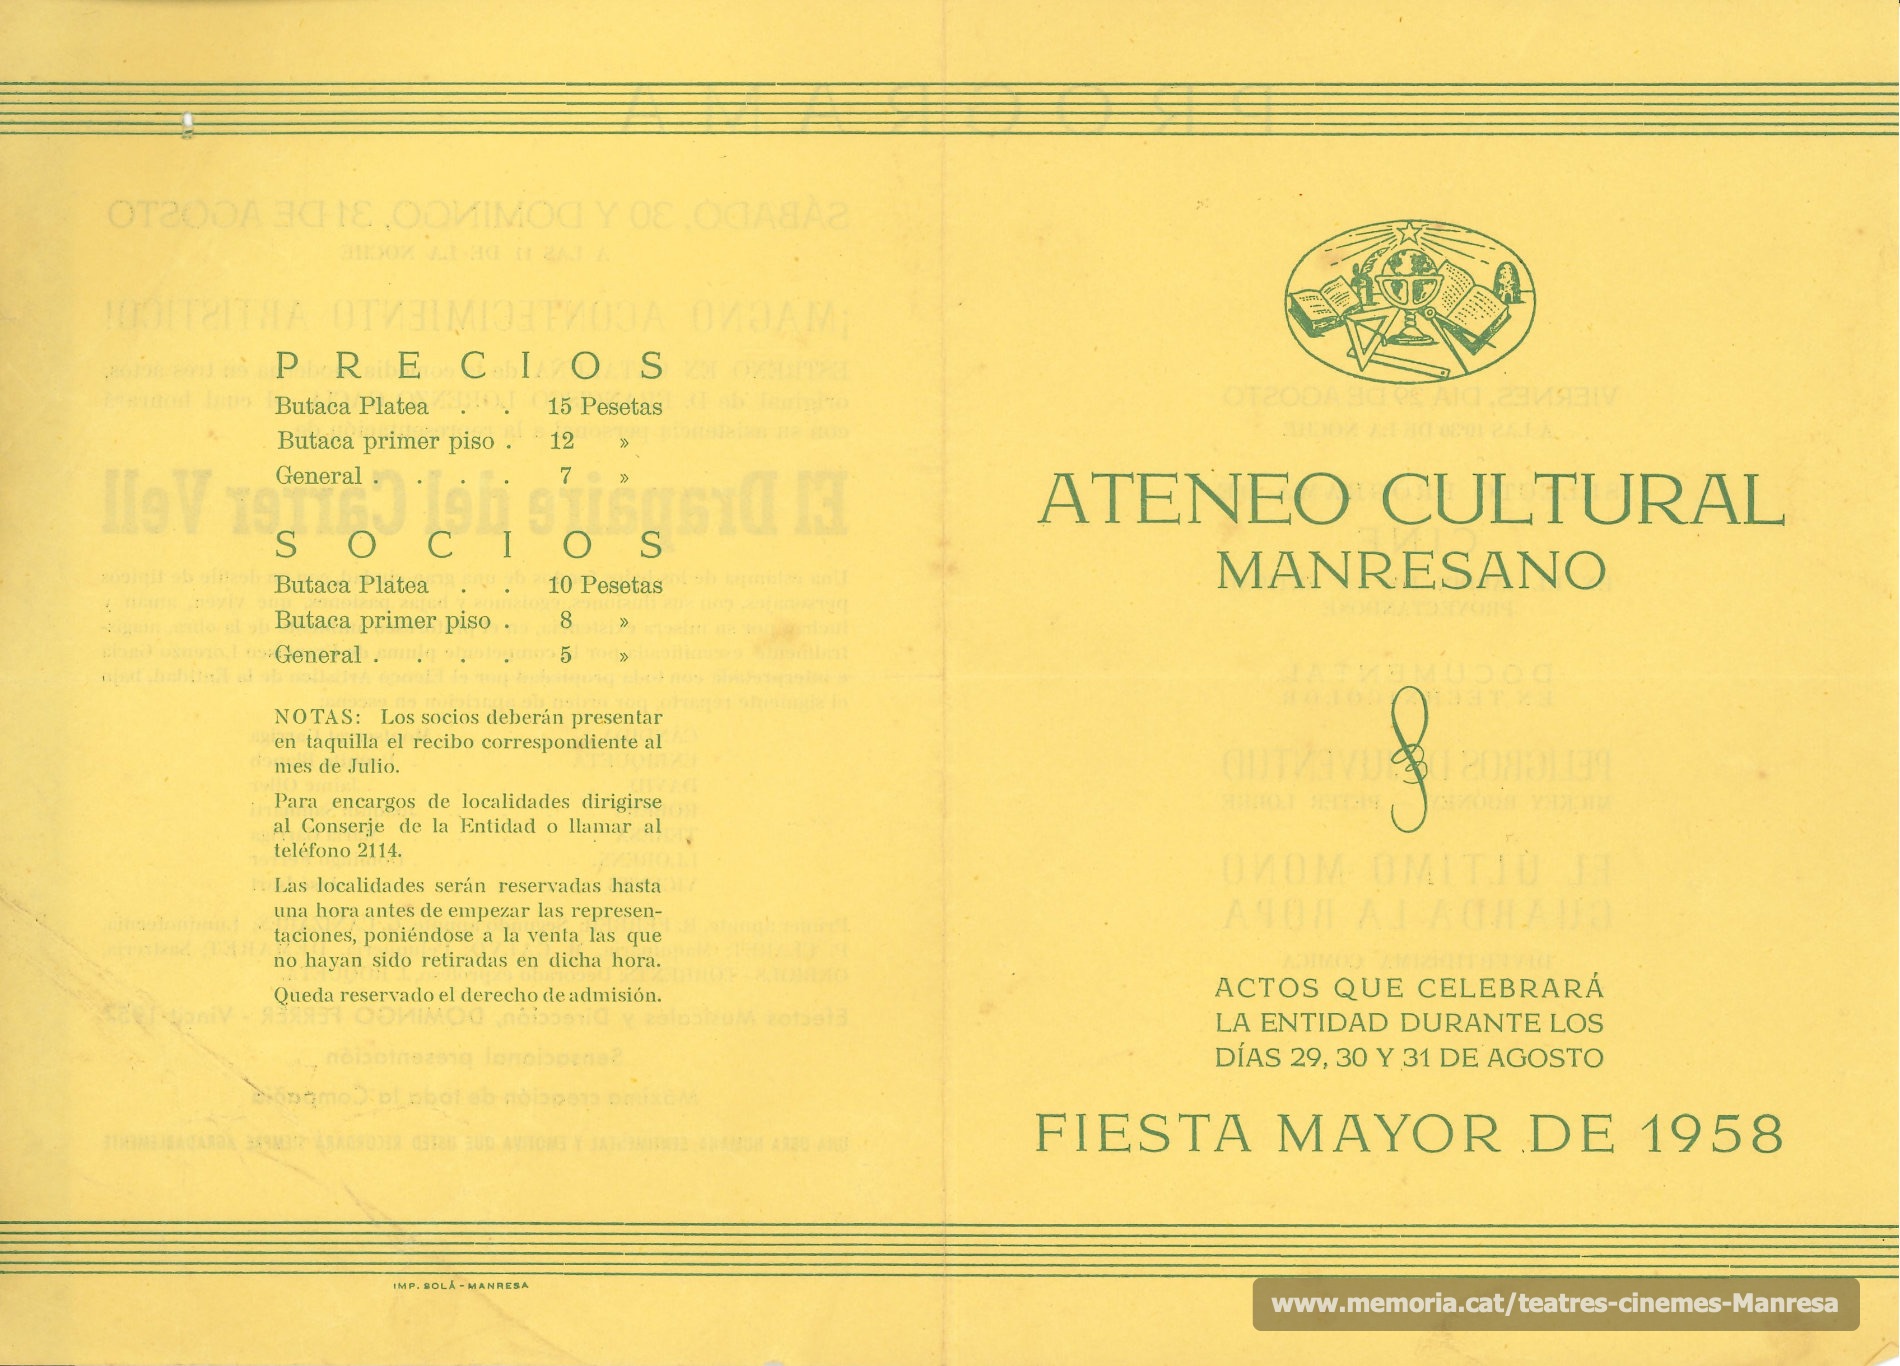 PRECIOS
Butaca Platea . . 15 Pesetas
Butaca primer piso . 12 »
General . . . . 7 »
SOCIOS
Butaca Platea . . 10 Pesetas
Butaca primer piso . 8 »
General . . . . 5 »
NOTAS: Los socios deberán presentar
en taquilla el recibo correspondiente al
mes de Julio.
Para encargos de localidades dirigirse
al Conserje de la Entidad o llamar al
teléfono 2114.
Las localidades serán reservadas hasta
una hora antes de empezar las represen-
taciones, poniéndose a la venta las que
no hayan sido retiradas en dicha hora.
Queda reservado el derecho de admisión.
IMP. SOLÁ - MANRESA
ATENEO CULTURAL
MANRESANO
ACTOS QUE CELEBRARÁ
LA ENTIDAD DURANTE LOS
DÍAS 29, 30 Y 31 DE AGOSTO
FIESTA MAYOR DE 1958
www.memoria.cat/teatres-cinemes-Manresa